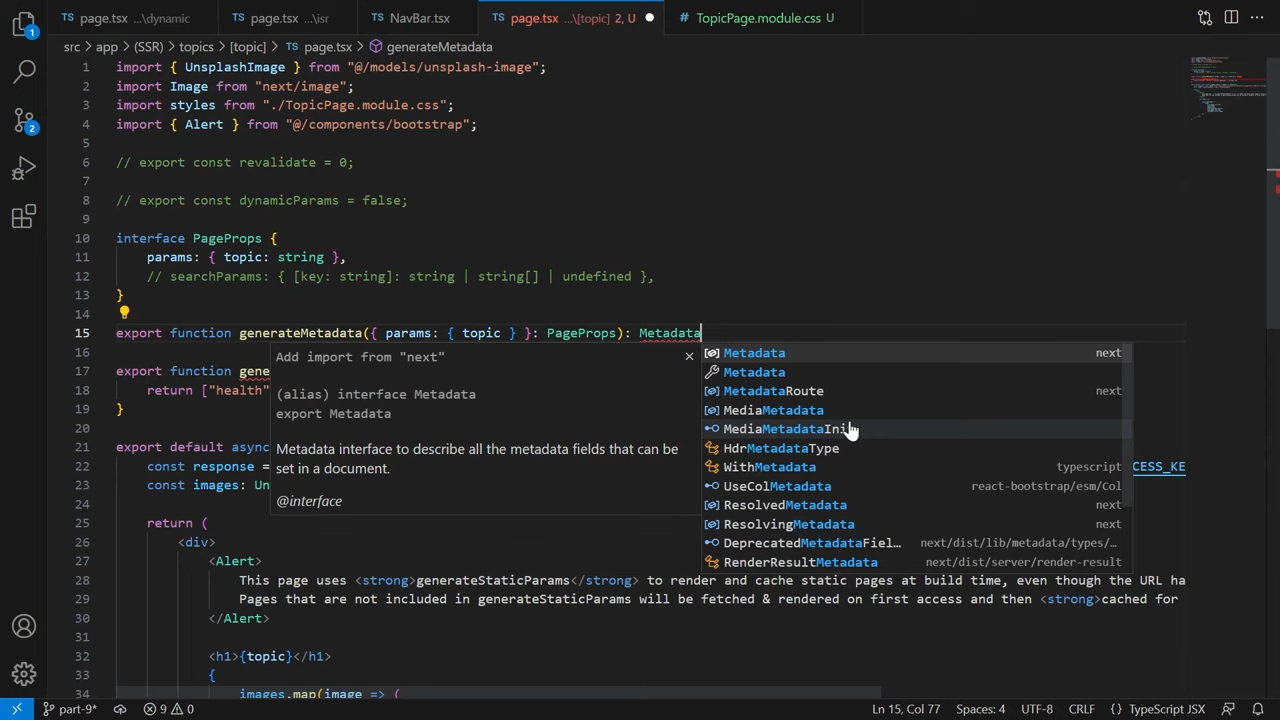 page.tsx ...\dynamic
page.tsx ...\isr
TS NavBar.tsx
TS page.tsx ...\[topic] 2, U
TopicPage.module.css U
src > app > (SSR) > topics > [topic] > TS page.tsx > generateMetadata
1 import { UnsplashImage } from "@/models/unsplash-image";
2 import Image from "next/image";
3 import styles from "./TopicPage.module.css";
4 import { Alert } from "@/components/bootstrap";
5
6 // export const revalidate = 0;
7
8 // export const dynamicParams = false;
9
10 interface PageProps {
11 params: { topic: string },
12 // searchParams: { [key: string]: string | string[] | undefined },
13 }
14
15 export function generateMetadata({ params: { topic } }: PageProps): Metadata
16
17 export function gene
18 return ["health"
19 }
20
21 export default async
22 const response = CCESS_KE
23 const images: Un
24
25 return (
26 <div>
27 <Alert>
28 This page uses <strong>generateStaticParams</strong> to render and cache static pages at build time, even though the URL ha
29 Pages that are not included in generateStaticParams will be fetched & rendered on first access and then <strong>cached for
30 </Alert>
31
32 <h1>{topic}</h1>
33 {
34 images.map(image => (
Add import from "next"
(alias) interface Metadata
export Metadata
Metadata interface to describe all the metadata fields that can be
set in a document.
@interface
Metadata next
Metadata
MetadataRoute next
MediaMetadata
MediaMetadataIni
HdrMetadataType
WithMetadata typescript
UseColMetadata react-bootstrap/esm/Col
ResolvedMetadata next
ResolvingMetadata next
DeprecatedMetadataFiel... next/dist/lib/metadata/types/...
RenderResultMetadata next/dist/server/render-result
1
2
part-9* 9 0 Ln 15, Col 77 Spaces: 4 UTF-8 CRLF {} TypeScript JSX